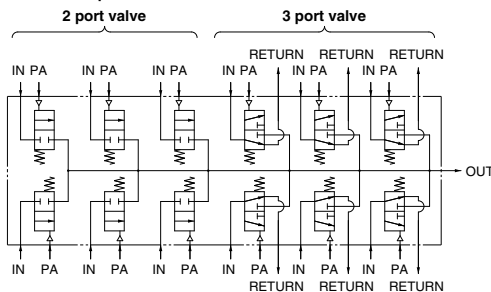 2 port valve 3 port valve
RETURN RETURN RETURN
IN PA IN PA IN PA IN PA IN PA IN PA
OUT
IN PA IN PA IN PA IN PA IN PA IN PA
RETURN RETURN RETURN